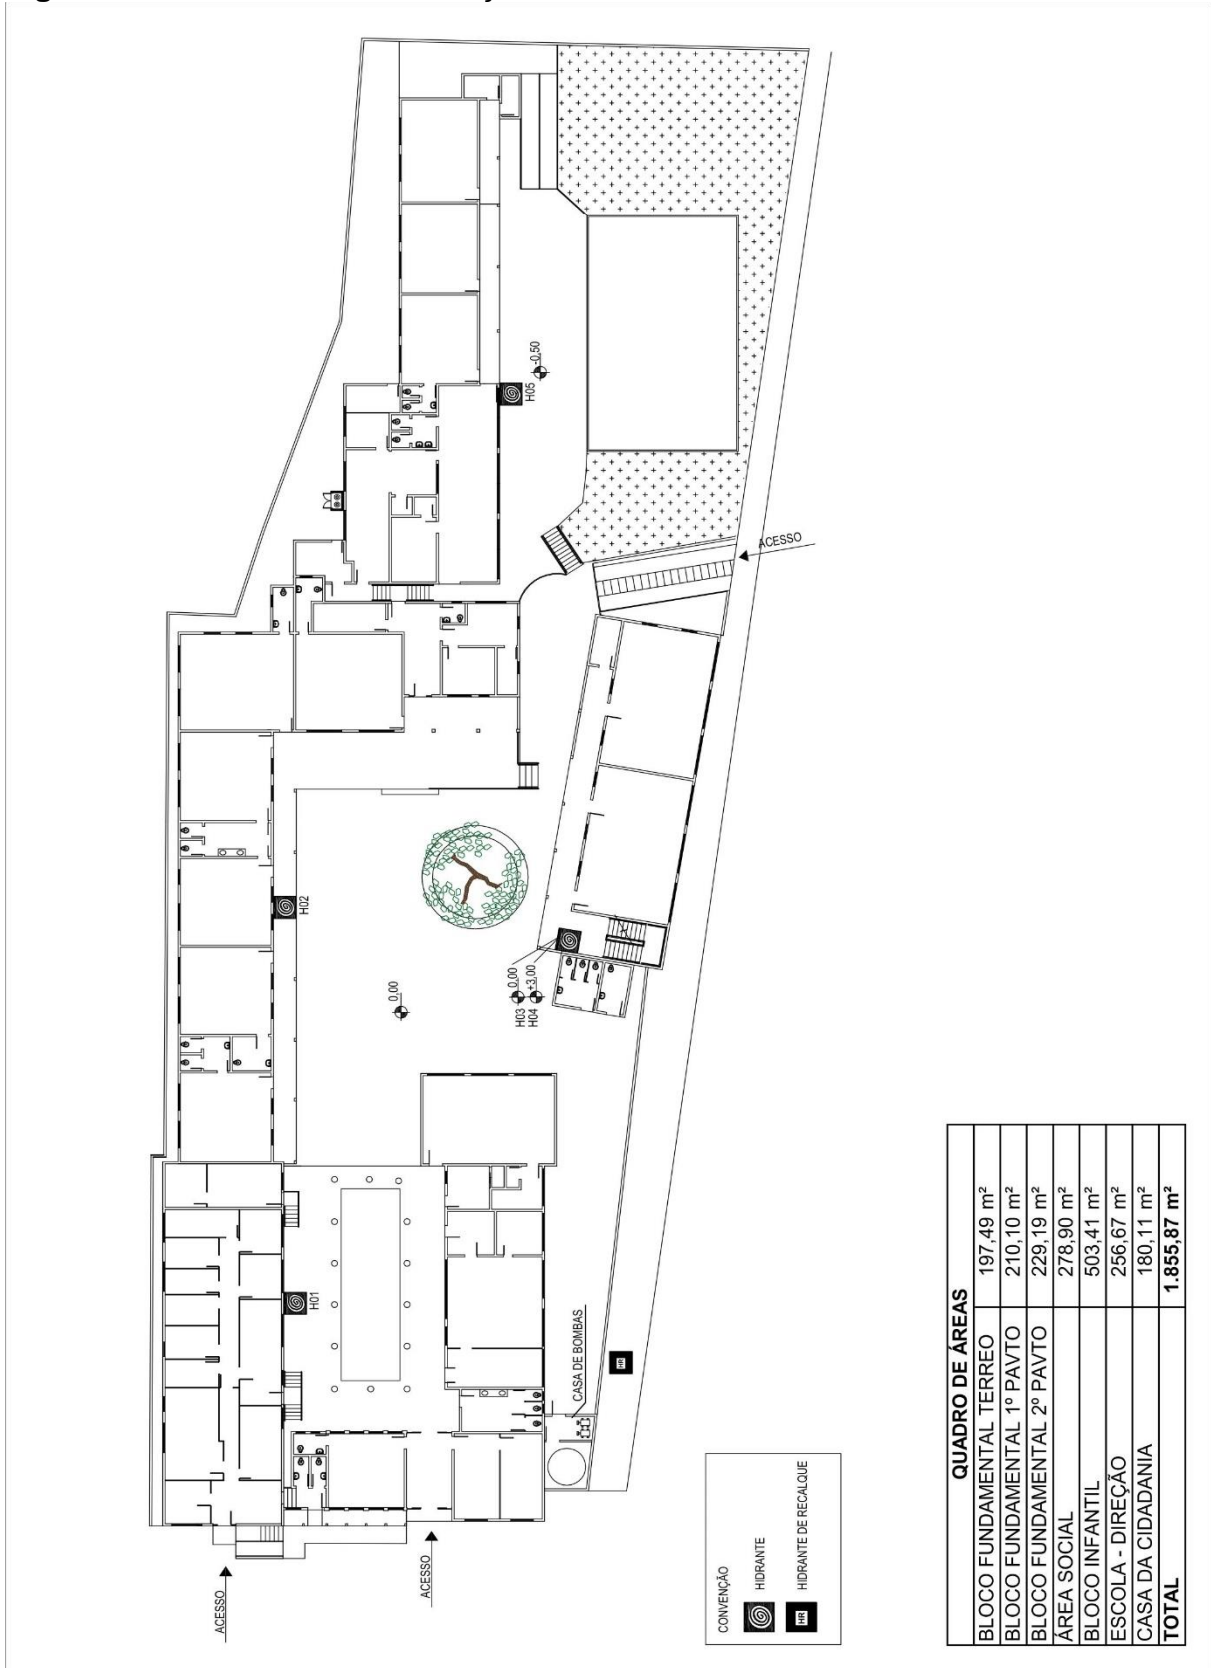 ACESSO
H05
-0,50
H02
0,00
H03 0,00
H04 +3,00
H01
CASA DE BOMBAS
HR
ACESSO
ACESSO
CONVENÇÃO
HIDRANTE
HR HIDRANTE DE RECALQUE
QUADRO DE ÁREAS
BLOCO FUNDAMENTAL TERREO 197,49 m²
BLOCO FUNDAMENTAL 1º PAVTO 210,10 m²
BLOCO FUNDAMENTAL 2º PAVTO 229,19 m²
ÁREA SOCIAL 278,90 m²
BLOCO INFANTIL 503,41 m²
ESCOLA - DIREÇÃO 256,67 m²
CASA DA CIDADANIA 180,11 m²
TOTAL 1.855,87 m²